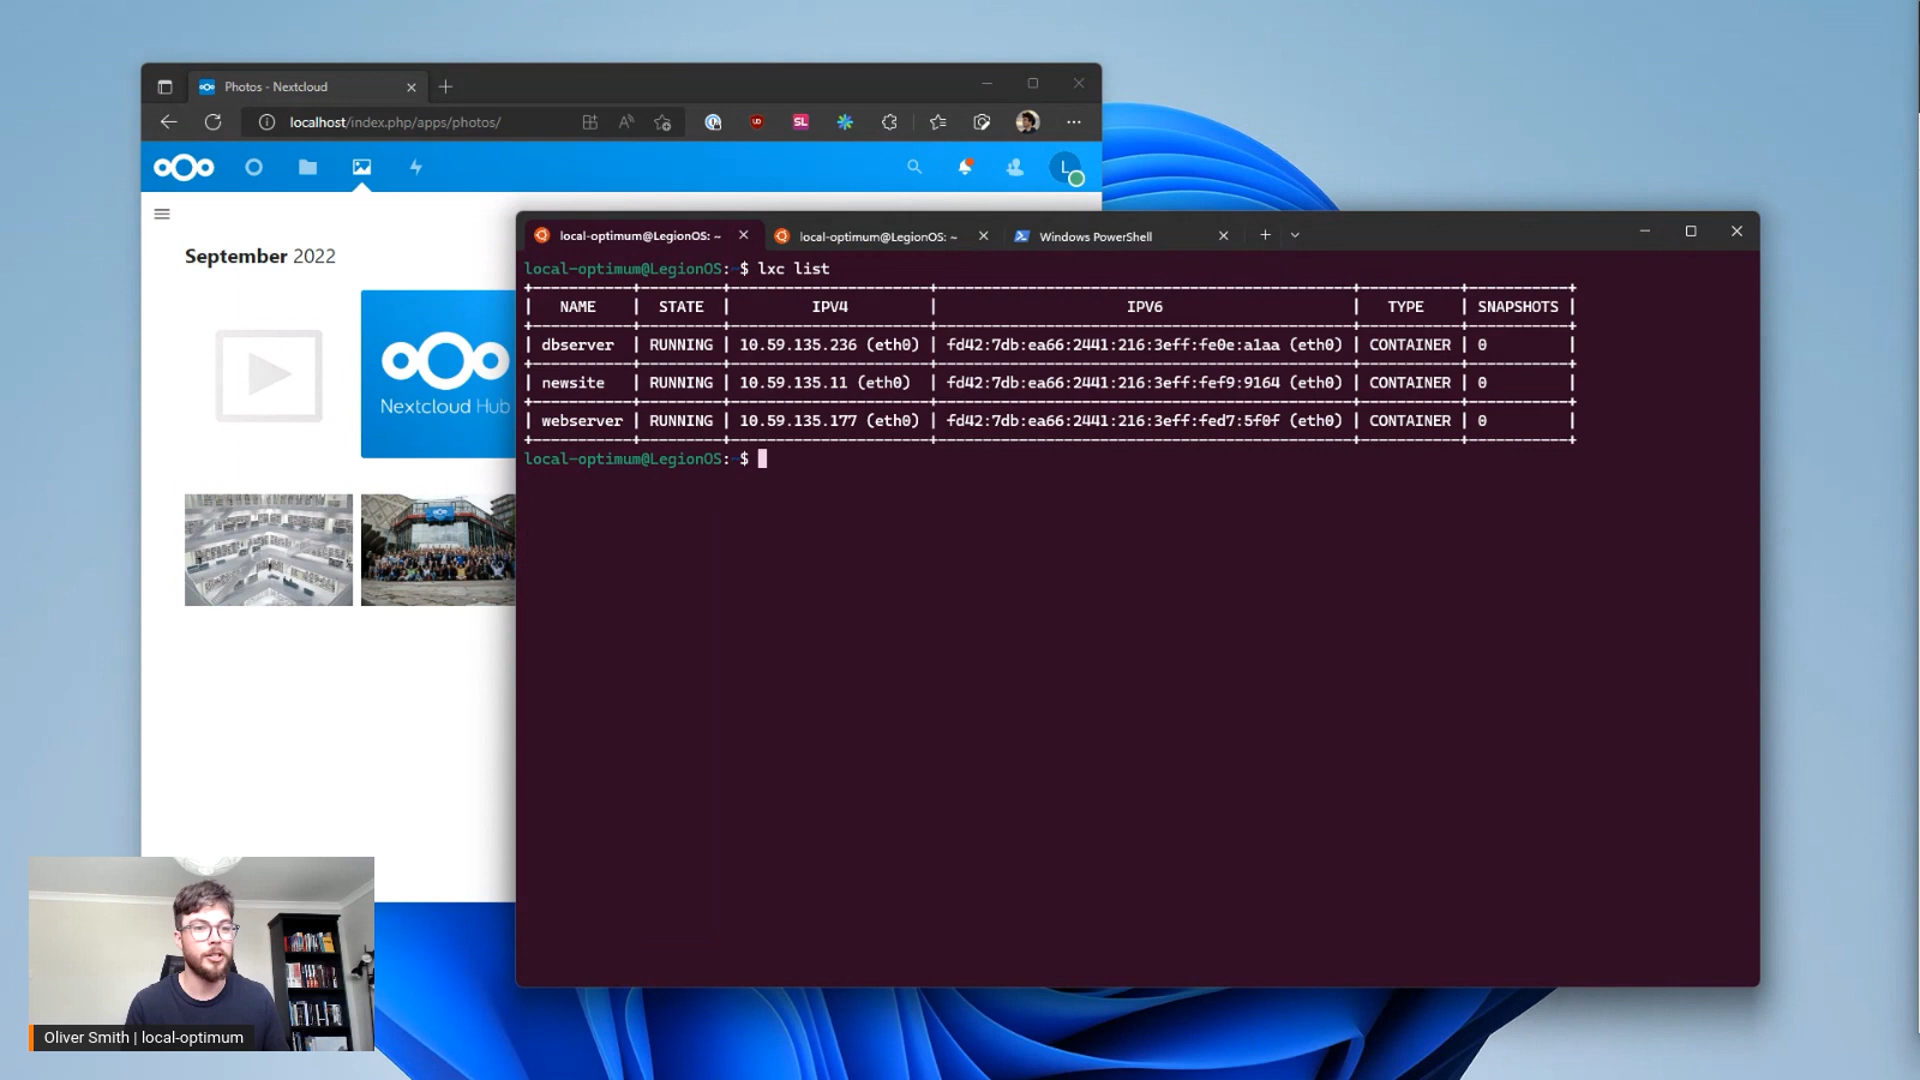 Photos - Nextcloud
localhost/index.php/apps/photos/
SL
L
September 2022
Nextcloud Hub
local-optimum@LegionOS: ~
local-optimum@LegionOS: ~
Windows PowerShell
local-optimum@LegionOS:~$ lxc list
| NAME | STATE | IPV4 | IPV6 | TYPE | SNAPSHOTS |
| dbserver | RUNNING | 10.59.135.236 (eth0) | fd42:7db:ea66:2441:216:3eff:fe0e:a1aa (eth0) | CONTAINER | 0 |
| newsite | RUNNING | 10.59.135.11 (eth0) | fd42:7db:ea66:2441:216:3eff:fef9:9164 (eth0) | CONTAINER | 0 |
| webserver | RUNNING | 10.59.135.177 (eth0) | fd42:7db:ea66:2441:216:3eff:fed7:5f0f (eth0) | CONTAINER | 0 |
local-optimum@LegionOS:~$
Oliver Smith | local-optimum